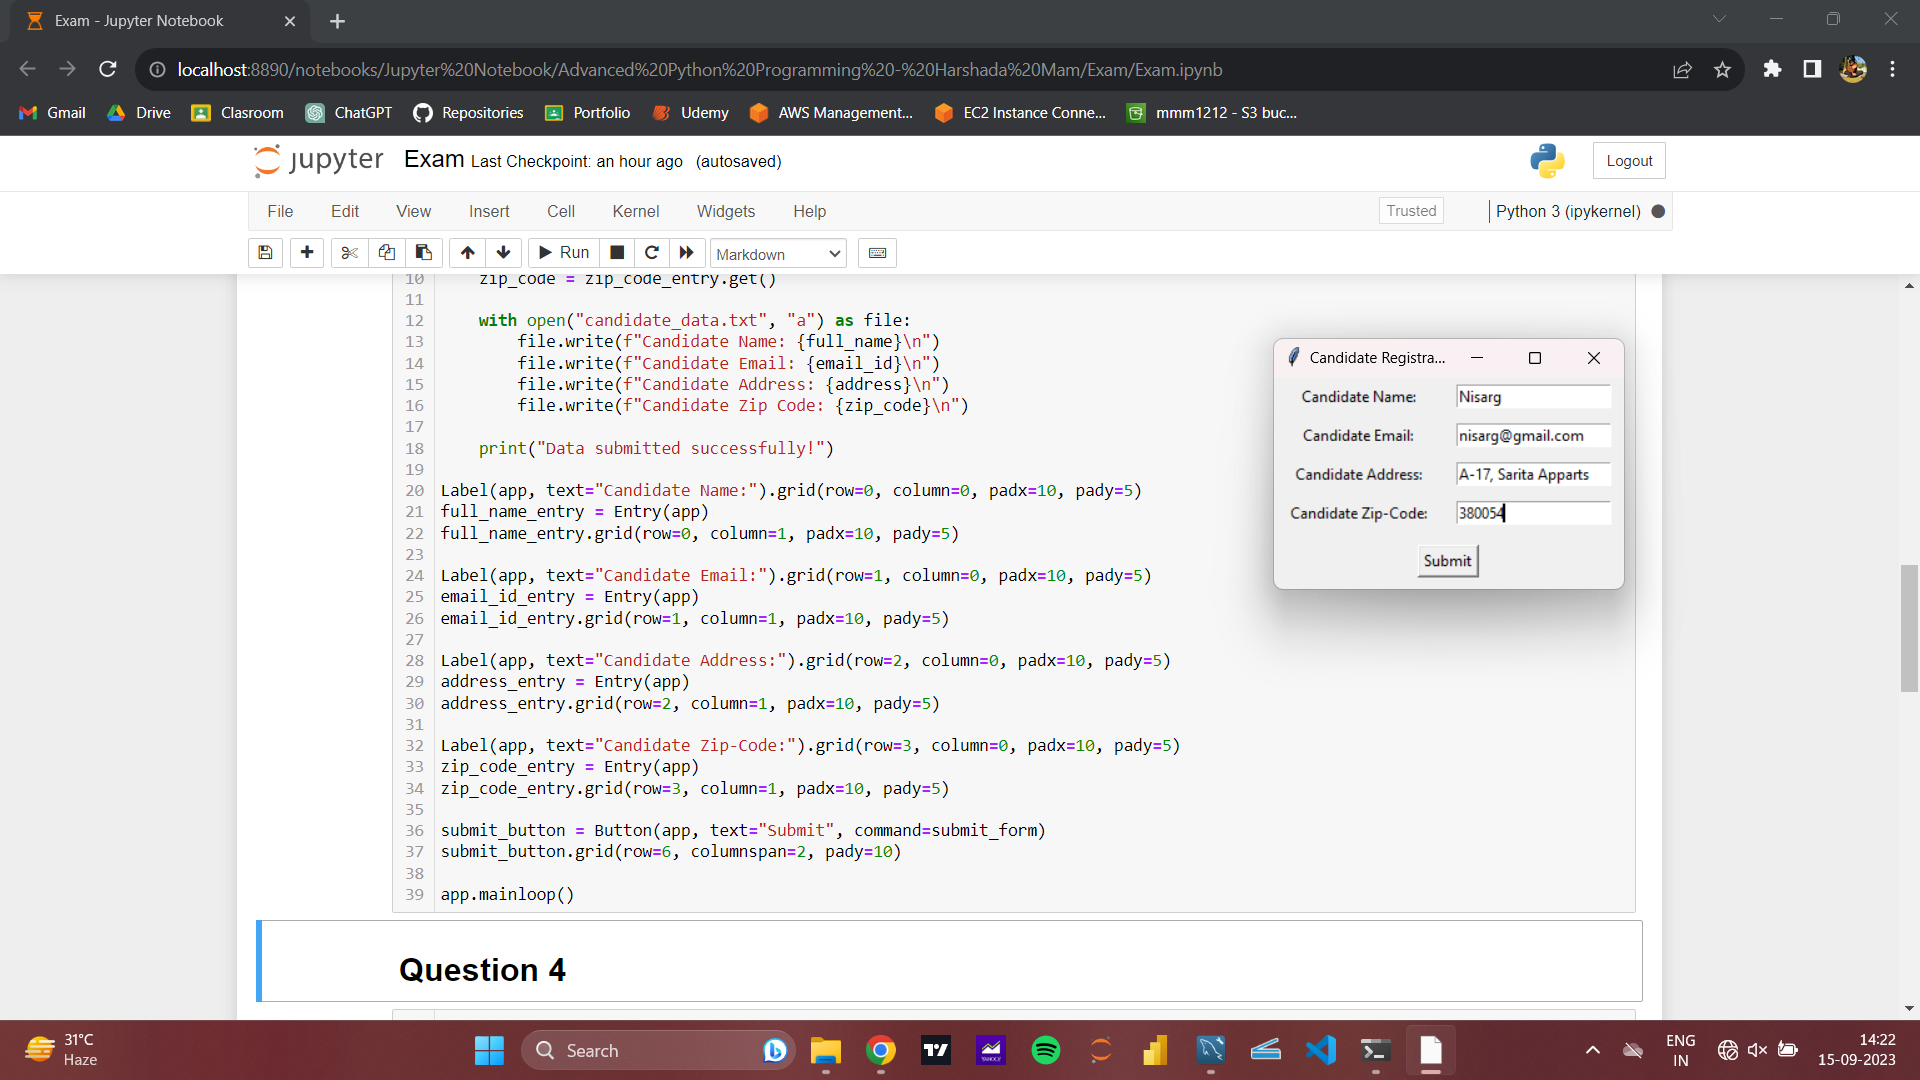 Exam - Jupyter Notebook
localhost:8890/notebooks/Jupyter%20Notebook/Advanced%20Python%20Programming%20-%20Harshada%20Mam/Exam/Exam.ipynb
Gmail Drive Clasroom ChatGPT Repositories Portfolio Udemy AWS Management... EC2 Instance Conne... mmm1212 - S3 buc...
jupyter Exam Last Checkpoint: an hour ago (autosaved) Logout
File Edit View Insert Cell Kernel Widgets Help Trusted Python 3 (ipykernel)
Run Markdown
10 zip_code = zip_code_entry.get()
11
12 with open("candidate_data.txt", "a") as file:
13 file.write(f"Candidate Name: {full_name}\n")
14 file.write(f"Candidate Email: {email_id}\n")
15 file.write(f"Candidate Address: {address}\n")
16 file.write(f"Candidate Zip Code: {zip_code}\n")
17
18 print("Data submitted successfully!")
19
20 Label(app, text="Candidate Name:").grid(row=0, column=0, padx=10, pady=5)
21 full_name_entry = Entry(app)
22 full_name_entry.grid(row=0, column=1, padx=10, pady=5)
23
24 Label(app, text="Candidate Email:").grid(row=1, column=0, padx=10, pady=5)
25 email_id_entry = Entry(app)
26 email_id_entry.grid(row=1, column=1, padx=10, pady=5)
27
28 Label(app, text="Candidate Address:").grid(row=2, column=0, padx=10, pady=5)
29 address_entry = Entry(app)
30 address_entry.grid(row=2, column=1, padx=10, pady=5)
31
32 Label(app, text="Candidate Zip-Code:").grid(row=3, column=0, padx=10, pady=5)
33 zip_code_entry = Entry(app)
34 zip_code_entry.grid(row=3, column=1, padx=10, pady=5)
35
36 submit_button = Button(app, text="Submit", command=submit_form)
37 submit_button.grid(row=6, columnspan=2, pady=10)
38
39 app.mainloop()
Candidate Registra...
Candidate Name: Nisarg
Candidate Email: nisarg@gmail.com
Candidate Address: A-17, Sarita Apparts
Candidate Zip-Code: 380054
Submit
Question 4
31°C
Haze
Search
YAHOO!
ENG
IN
14:22
15-09-2023